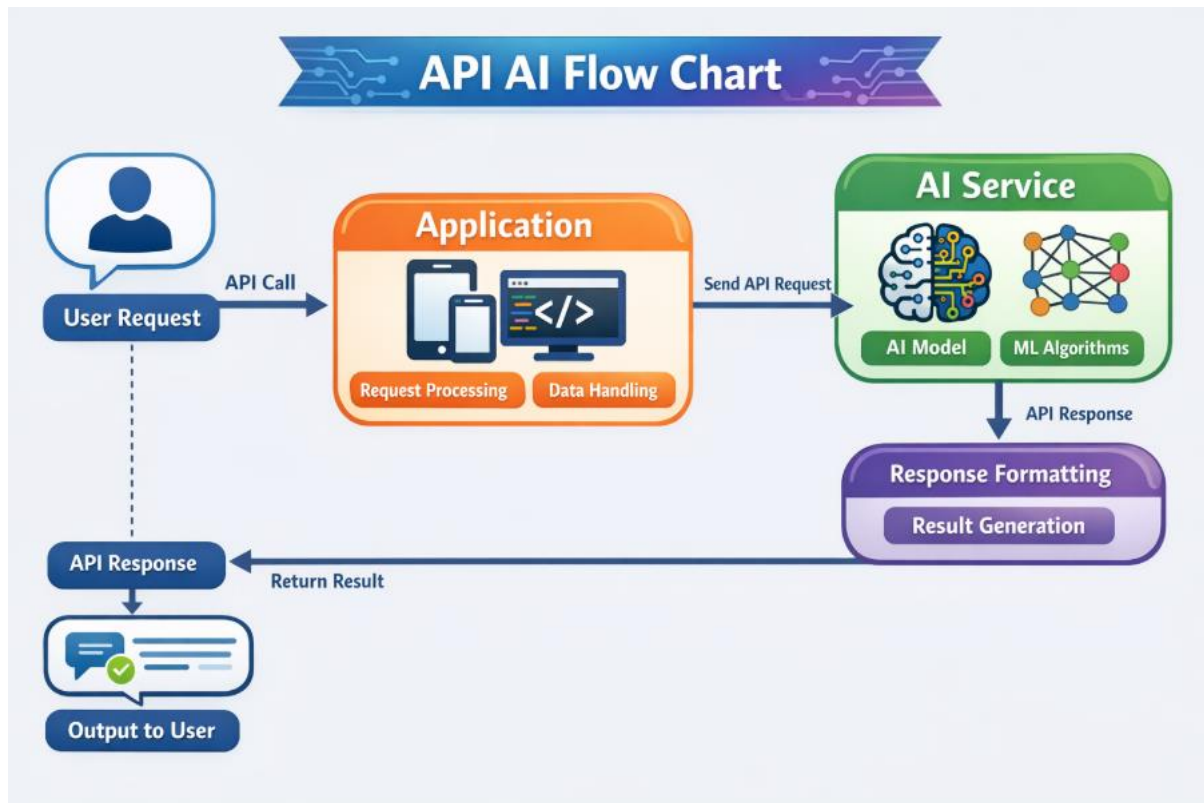 API AI Flow Chart
User Request
API Call
Application
</>
Request Processing
Data Handling
Send API Request
AI Service
AI Model
ML Algorithms
API Response
Response Formatting
Result Generation
Return Result
API Response
Output to User